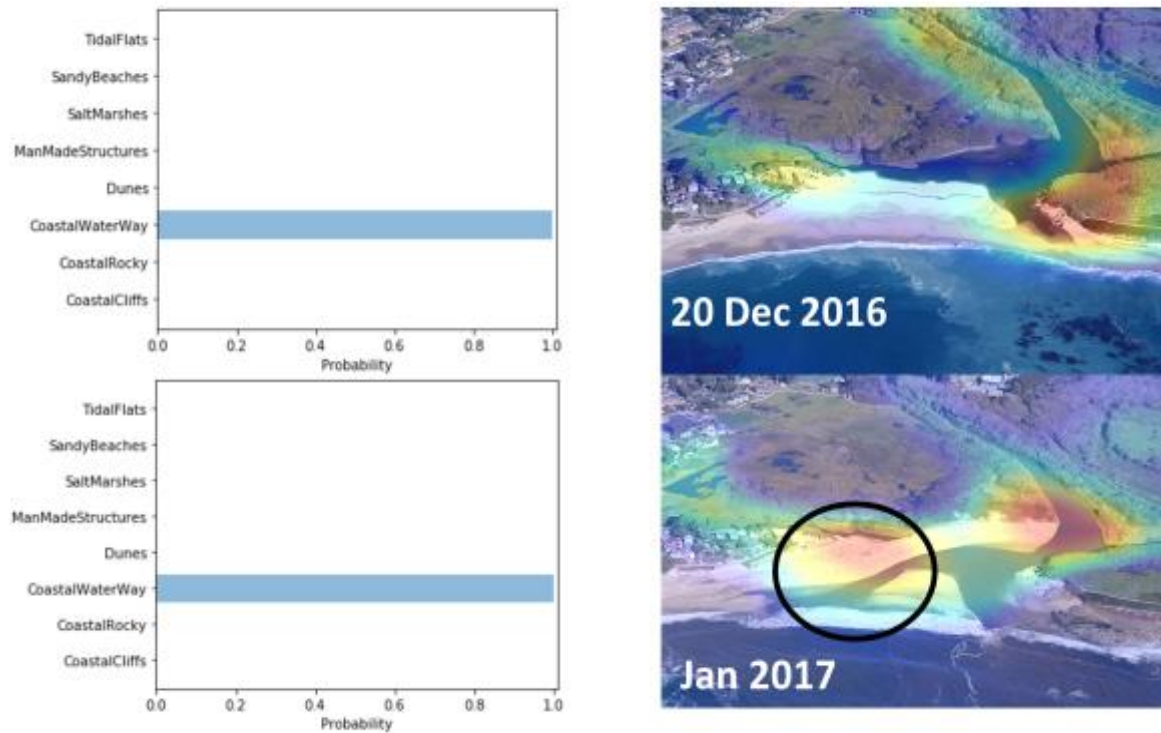 TidalFlats
SandyBeaches
SaltMarshes
ManMadeStructures
Dunes
CoastalWaterWay
CoastalRocky
CoastalCliffs
0.0 0.2 0.4 0.6 0.8 1.0
Probability
20 Dec 2016
TidalFlats
SandyBeaches
SaltMarshes
ManMadeStructures
Dunes
CoastalWaterWay
CoastalRocky
CoastalCliffs
0.0 0.2 0.4 0.6 0.8 1.0
Probability
Jan 2017